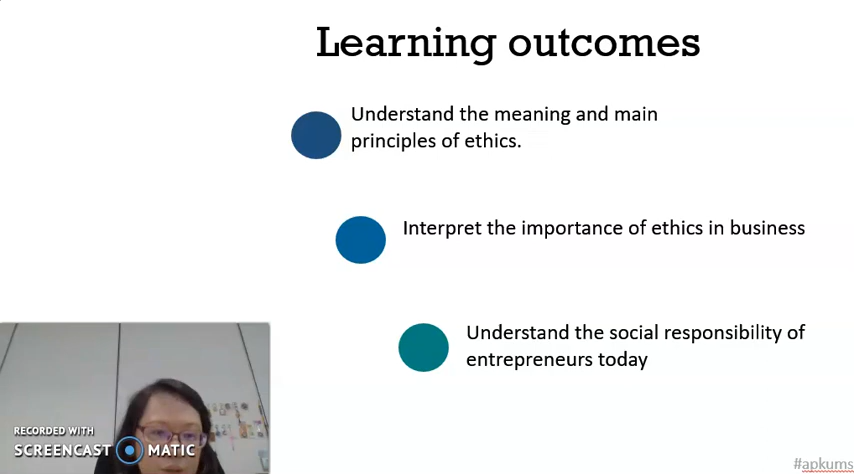 Learning outcomes
Understand the meaning and main
principles of ethics.
Interpret the importance of ethics in business
Understand the social responsibility of
entrepreneurs today
RECORDED WITH
SCREENCAST MATIC
#apkums